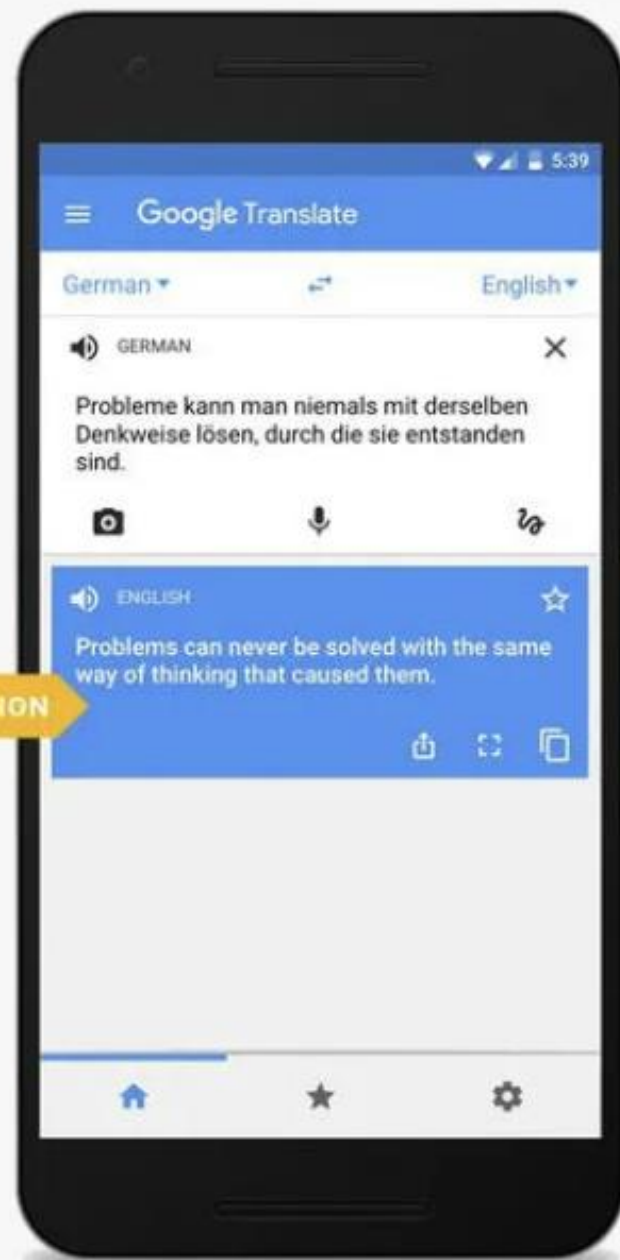 5:39
Google Translate
German
English
GERMAN
Probleme kann man niemals mit derselben
Denkweise lösen, durch die sie entstanden
sind.
ENGLISH
Problems can never be solved with the same
way of thinking that caused them.